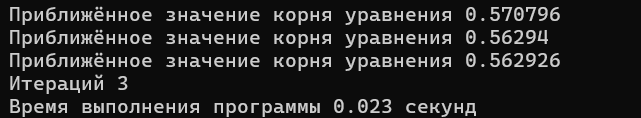 Приближённое значение корня уравнения 0.570796
Приближённое значение корня уравнения 0.56294
Приближённое значение корня уравнения 0.562926
Итераций 3
Время выполнения программы 0.023 секунд